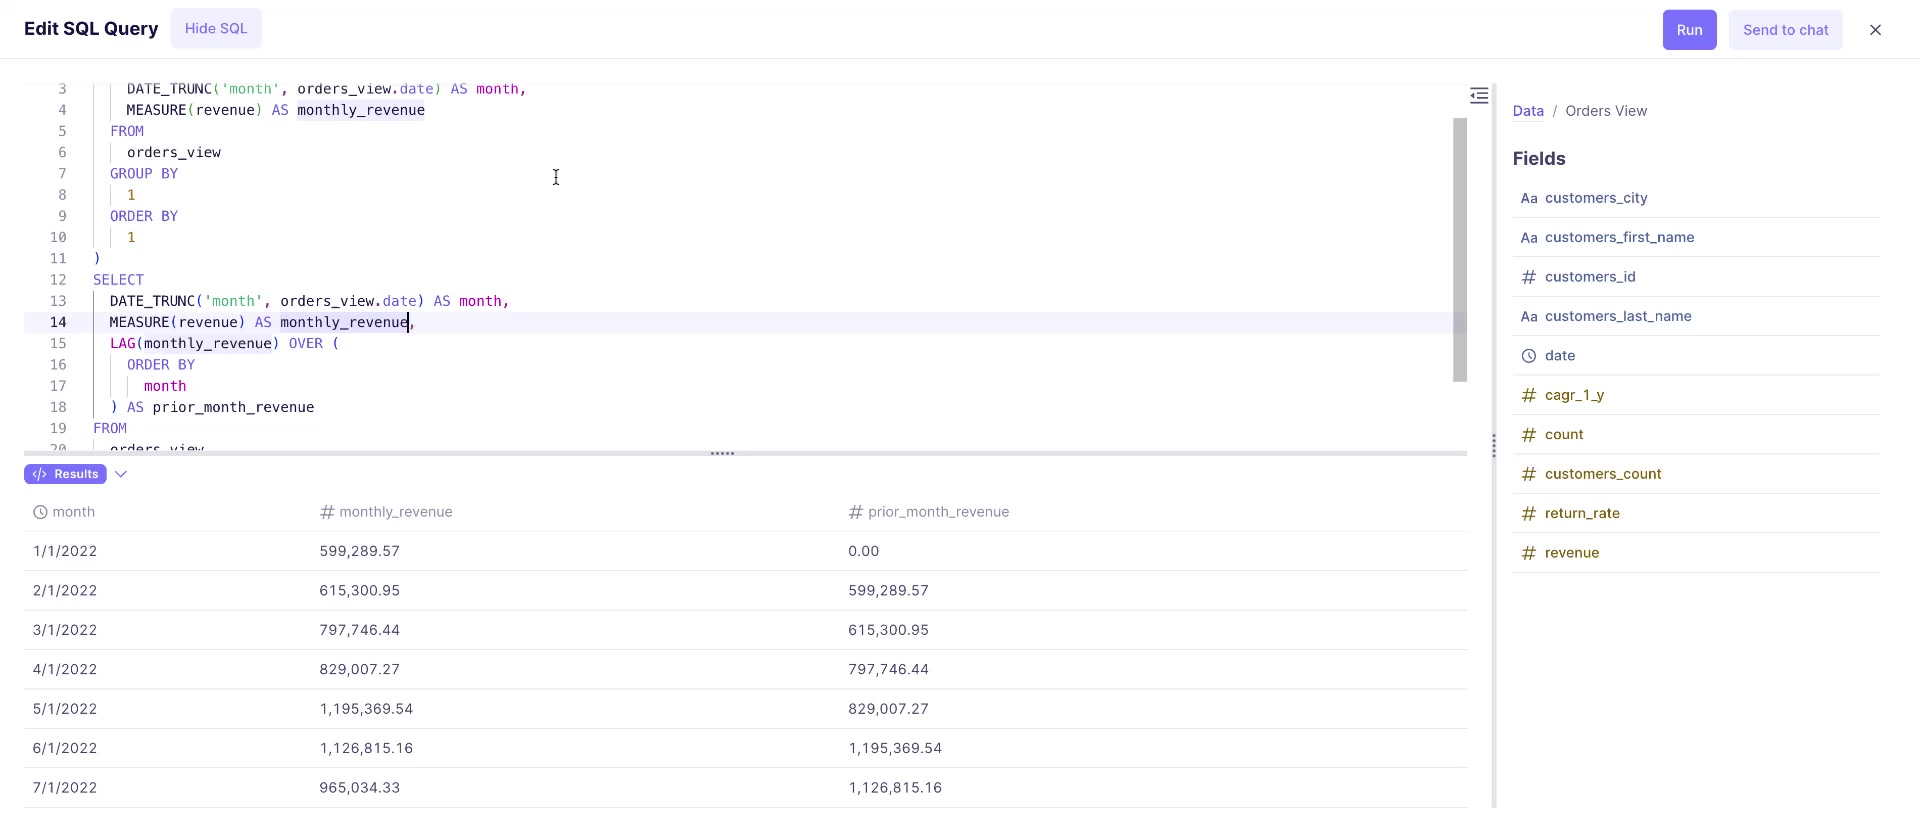 Edit SQL Query
Hide SQL
Run
Send to chat
3 DATE_TRUNC('month', orders_view.date) AS month,
4 MEASURE(revenue) AS monthly_revenue
5 FROM
6 orders_view
7 GROUP BY
8 1
9 ORDER BY
10 1
11 )
12 SELECT
13 DATE_TRUNC('month', orders_view.date) AS month,
14 MEASURE(revenue) AS monthly_revenue,
15 LAG(monthly_revenue) OVER (
16 ORDER BY
17 month
18 ) AS prior_month_revenue
19 FROM
20 orders_view
</> Results
month # monthly_revenue # prior_month_revenue
1/1/2022 599,289.57 0.00
2/1/2022 615,300.95 599,289.57
3/1/2022 797,746.44 615,300.95
4/1/2022 829,007.27 797,746.44
5/1/2022 1,195,369.54 829,007.27
6/1/2022 1,126,815.16 1,195,369.54
7/1/2022 965,034.33 1,126,815.16
Data / Orders View
Fields
Aa customers_city
Aa customers_first_name
# customers_id
Aa customers_last_name
date
# cagr_1_y
# count
# customers_count
# return_rate
# revenue